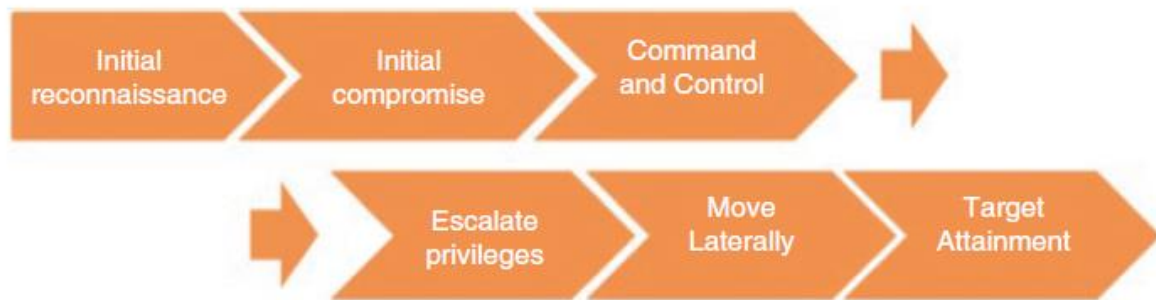 Initial
reconnaissance
Initial
compromise
Command
and Control
Escalate
privileges
Move
Laterally
Target
Attainment